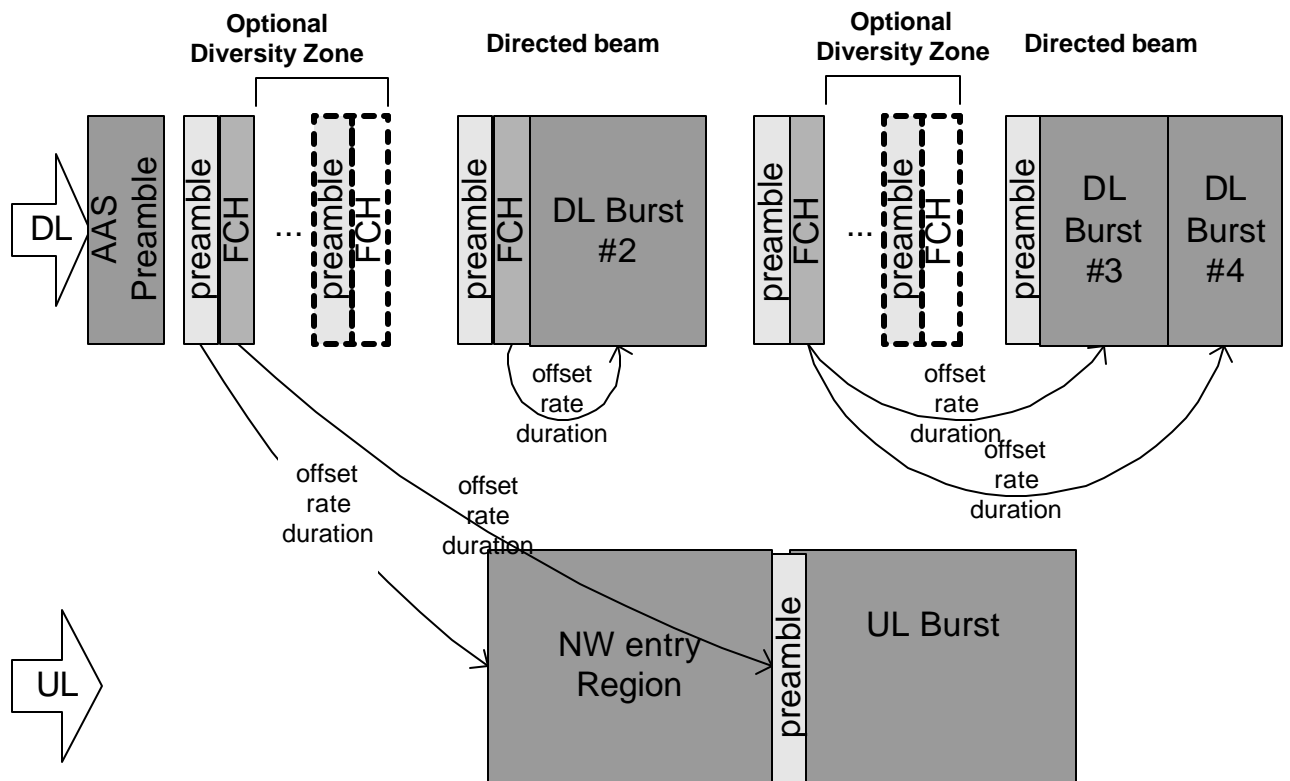 Optional
Diversity Zone
Directed beam
Optional
Diversity Zone
Directed beam
DL
AAS
Preamble
preamble
FCH
...
preamble
FCH
preamble
FCH
DL Burst
#2
preamble
FCH
...
preamble
FCH
preamble
DL
Burst
#3
DL
Burst
#4
offset
rate
duration
offset
rate
duration
offset
rate
duration
offset
rate
duration
offset
rate
duration
UL
NW entry
Region
preamble
UL Burst